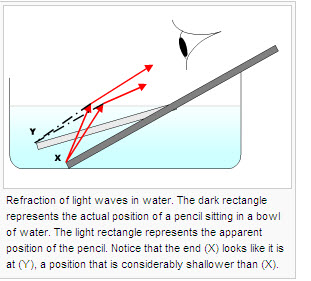 Y
X
Refraction of light waves in water. The dark rectangle
represents the actual position of a pencil sitting in a bowl
of water. The light rectangle represents the apparent
position of the pencil. Notice that the end (X) looks like it is
at (Y), a position that is considerably shallower than (X).